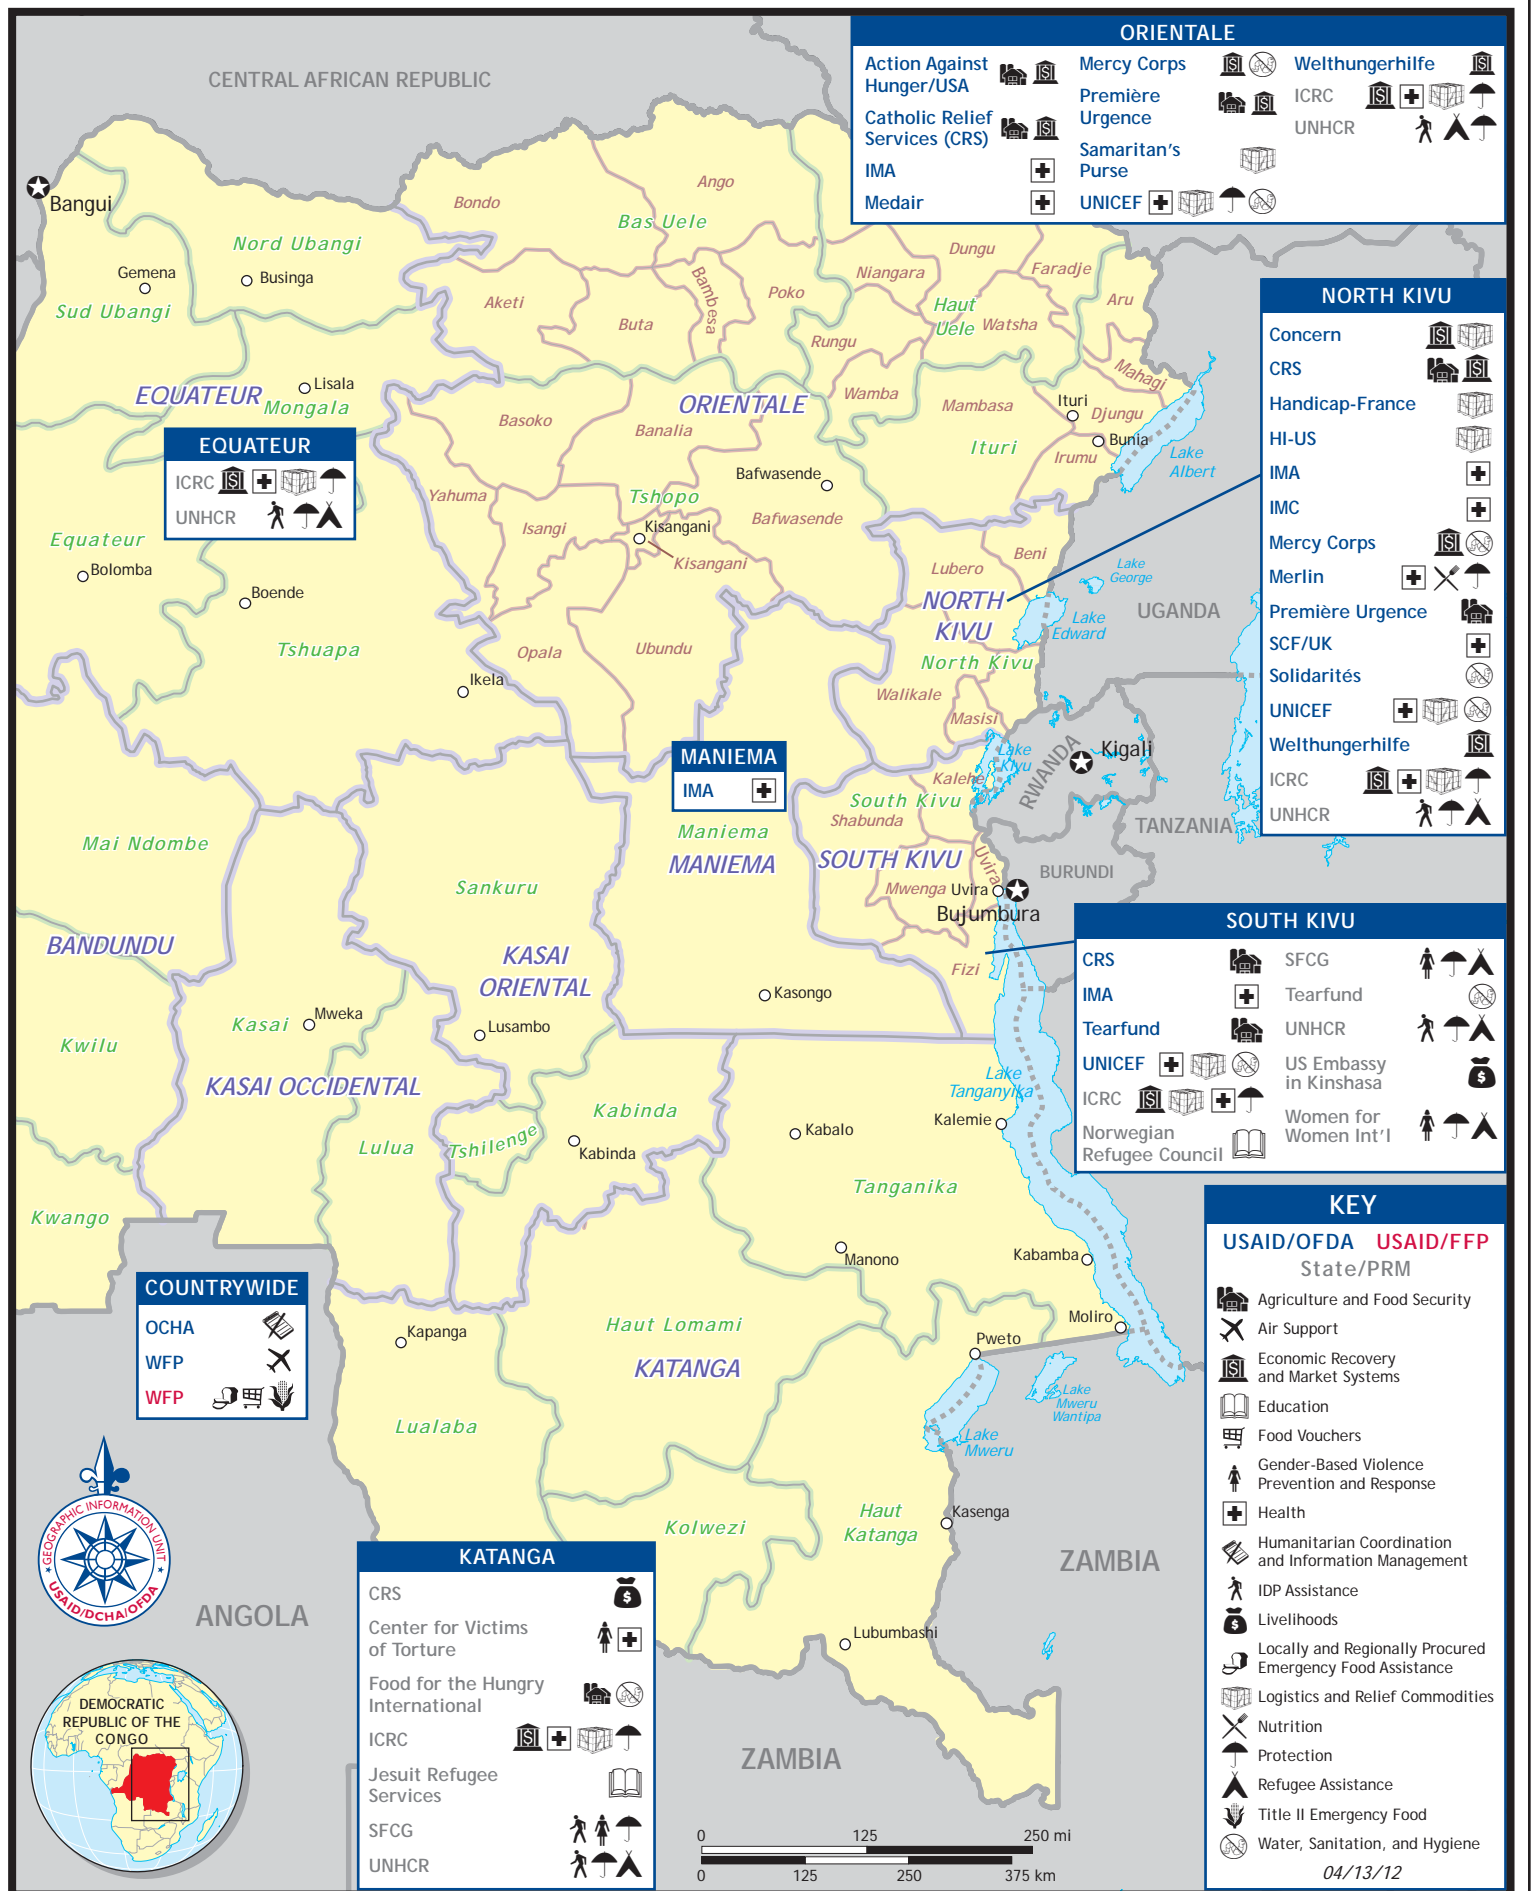 ORIENTALE
Action Against
Hunger/USA
Catholic Relief
Services (CRS)
IMA
Medair
Mercy Corps
Première
Urgence
Samaritan's
Purse
UNICEF
Welthungerhilfe
ICRC
UNHCR
CENTRAL AFRICAN REPUBLIC
Bangui
Bondo
Ango
Bas Uele
Nord Ubangi
Gemena
Businga
Sud Ubangi
Aketi
Buta
Bambesa
Poko
Dungu
Niangara
Faradje
Haut
Uele
Watsha
Aru
Rungu
Mahagi
EQUATEUR
Lisala
Mongala
ORIENTALE
Wamba
Mambasa
Ituri
Djungu
Bunia
Irumu
Ituri
Lake
Albert
Basoko
Banalia
Bafwasende
Tshopo
Bafwasende
Yahuma
Isangi
Kisangani
Kisangani
EQUATEUR
ICRC
UNHCR
Equateur
Bolomba
Boende
Tshuapa
Ikela
Opala
Ubundu
Lubero
Beni
NORTH
KIVU
North Kivu
Walikale
Masisi
Lake
George
Lake
Edward
UGANDA
NORTH KIVU
Concern
CRS
Handicap-France
HI-US
IMA
IMC
Mercy Corps
Merlin
Première Urgence
SCF/UK
Solidarités
UNICEF
Welthungerhilfe
ICRC
UNHCR
Lake
Kivu
RWANDA
Kigali
TANZANIA
BURUNDI
MANIEMA
IMA
Maniema
MANIEMA
Kalehe
South Kivu
Shabunda
SOUTH KIVU
Uvira
Mwenga
Uvira
Bujumbura
Fizi
Mai Ndombe
Sankuru
BANDUNDU
KASAI
ORIENTAL
Kasongo
Kasai
Mweka
Lusambo
Kwilu
KASAI OCCIDENTAL
Lulua
Tshilenge
Kabinda
Kabinda
Kwango
Kabalo
Kalemie
Lake
Tanganyika
Tanganika
Manono
Kabamba
Moliro
Pweto
SOUTH KIVU
CRS
IMA
Tearfund
UNICEF
ICRC
Norwegian
Refugee Council
SFCG
Tearfund
UNHCR
US Embassy
in Kinshasa
Women for
Women Int'l
COUNTRYWIDE
OCHA
WFP
WFP
Kapanga
Haut Lomami
KATANGA
Lualaba
Lake
Mweru
Wantipa
Lake
Mweru
Kolwezi
Haut
Katanga
Kasenga
Lubumbashi
ZAMBIA
ZAMBIA
ANGOLA
GEOGRAPHIC INFORMATION UNIT
USAID/DCHA/OFDA
DEMOCRATIC
REPUBLIC OF THE
CONGO
KATANGA
CRS
Center for Victims
of Torture
Food for the Hungry
International
ICRC
Jesuit Refugee
Services
SFCG
UNHCR
0 125 250 mi
0 125 250 375 km
KEY
USAID/OFDA USAID/FFP
State/PRM
Agriculture and Food Security
Air Support
Economic Recovery
and Market Systems
Education
Food Vouchers
Gender-Based Violence
Prevention and Response
Health
Humanitarian Coordination
and Information Management
IDP Assistance
Livelihoods
Locally and Regionally Procured
Emergency Food Assistance
Logistics and Relief Commodities
Nutrition
Protection
Refugee Assistance
Title II Emergency Food
Water, Sanitation, and Hygiene
04/13/12